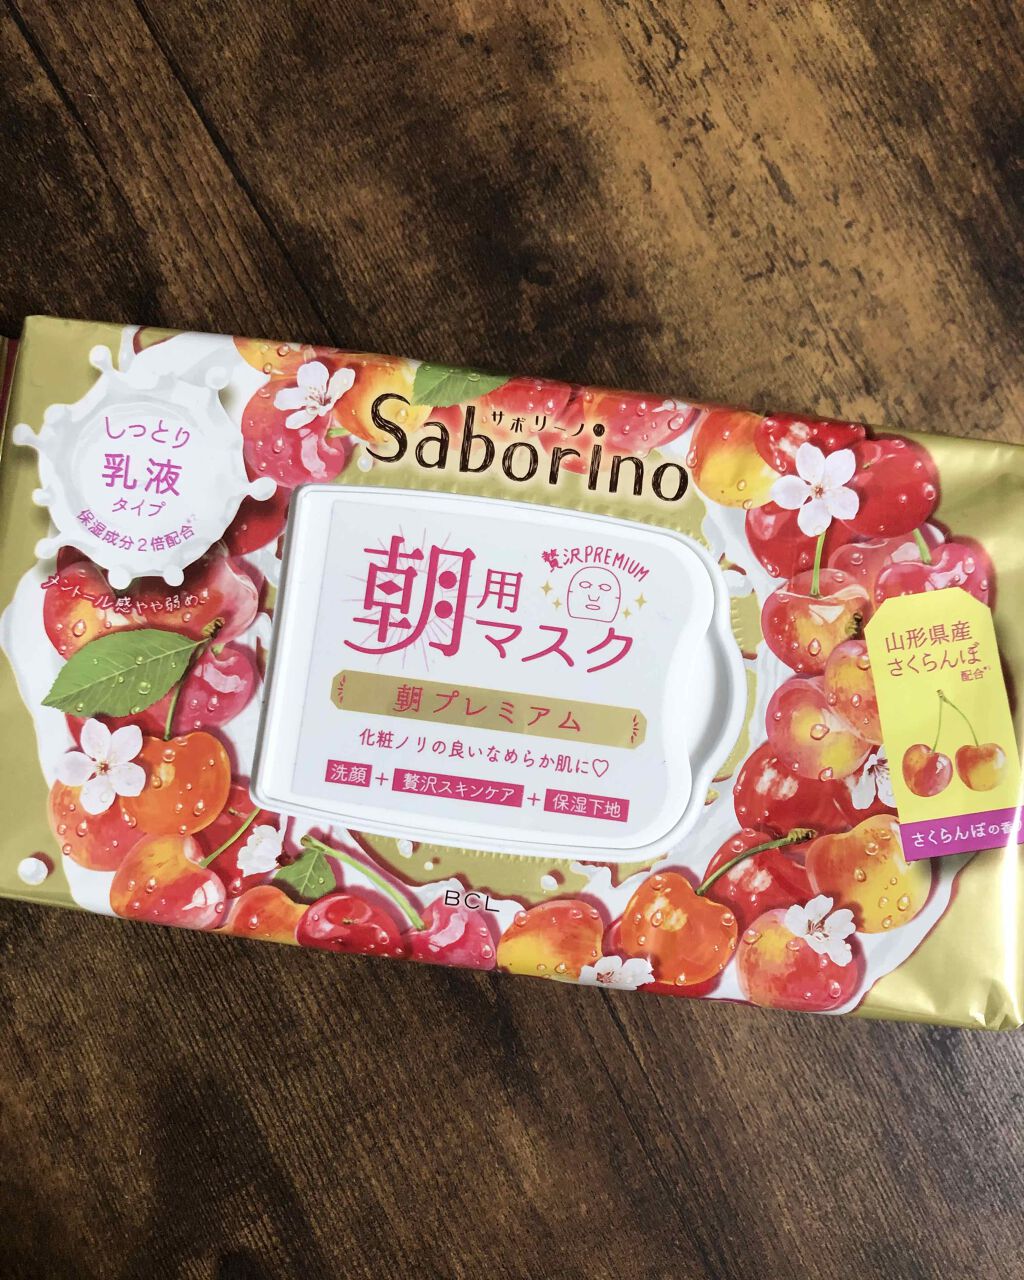 サボリーノ
Saborino
しっとり
乳液
タイプ
保湿成分2倍配合
メントール感やや弱め
贅沢PREMIUM
朝用
マスク
朝プレミアム
化粧ノリの良いなめらか肌に♡
洗顔 + 贅沢スキンケア + 保湿下地
山形県産
さくらんぼ
配合
さくらんぼの香り
BCL